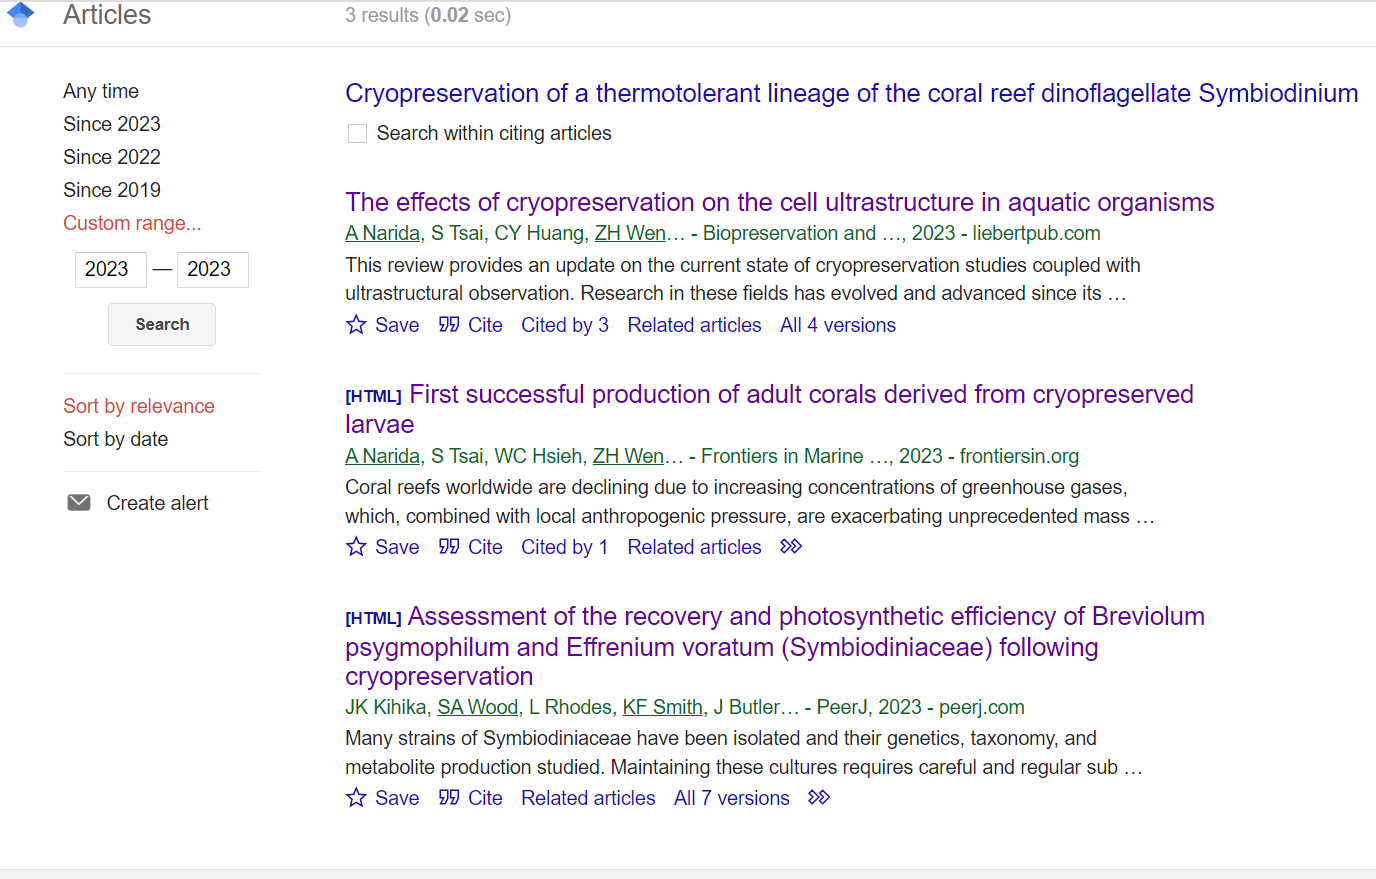 Articles
3 results (0.02 sec)
Any time
Since 2023
Since 2022
Since 2019
Custom range...
2023 — 2023
Search
Sort by relevance
Sort by date
Create alert
Cryopreservation of a thermotolerant lineage of the coral reef dinoflagellate Symbiodinium
Search within citing articles
The effects of cryopreservation on the cell ultrastructure in aquatic organisms
A Narida, S Tsai, CY Huang, ZH Wen… - Biopreservation and …, 2023 - liebertpub.com
This review provides an update on the current state of cryopreservation studies coupled with
ultrastructural observation. Research in these fields has evolved and advanced since its …
Save Cite Cited by 3 Related articles All 4 versions
[HTML] First successful production of adult corals derived from cryopreserved
larvae
A Narida, S Tsai, WC Hsieh, ZH Wen… - Frontiers in Marine …, 2023 - frontiersin.org
Coral reefs worldwide are declining due to increasing concentrations of greenhouse gases,
which, combined with local anthropogenic pressure, are exacerbating unprecedented mass …
Save Cite Cited by 1 Related articles
[HTML] Assessment of the recovery and photosynthetic efficiency of Breviolum
psygmophilum and Effrenium voratum (Symbiodiniaceae) following
cryopreservation
JK Kihika, SA Wood, L Rhodes, KF Smith, J Butler… - PeerJ, 2023 - peerj.com
Many strains of Symbiodiniaceae have been isolated and their genetics, taxonomy, and
metabolite production studied. Maintaining these cultures requires careful and regular sub …
Save Cite Related articles All 7 versions